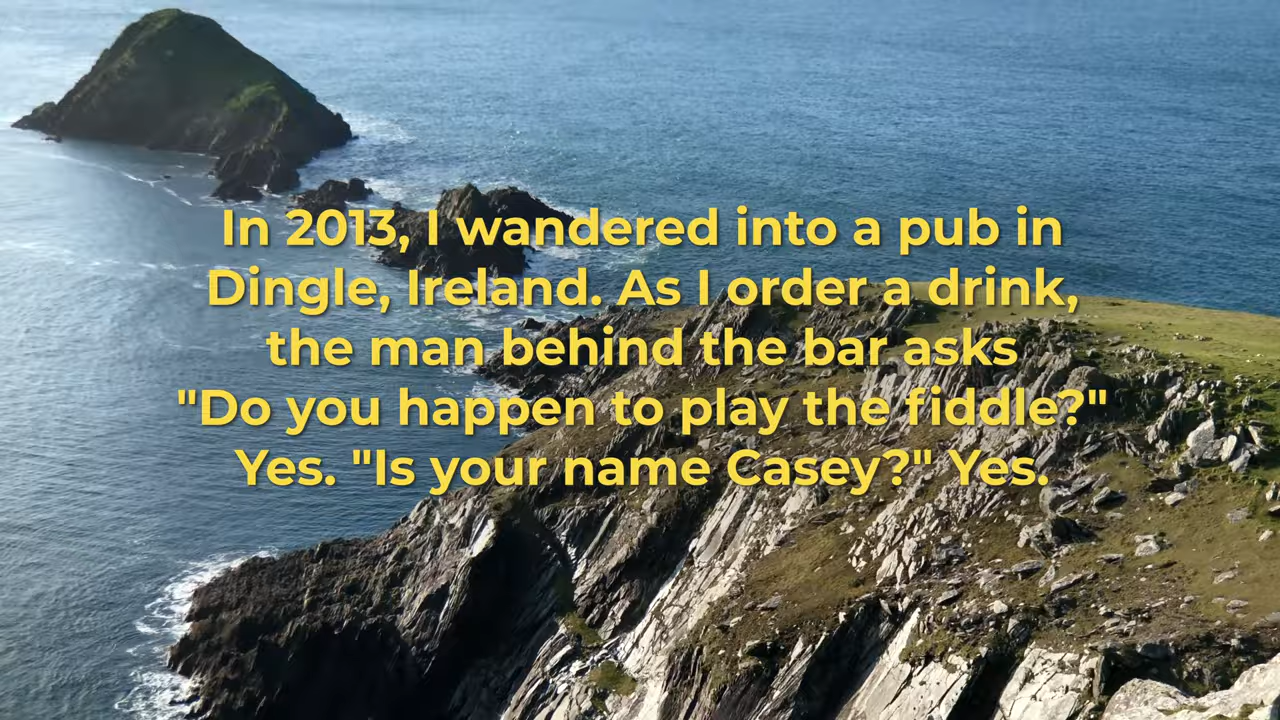 In 2013, I wandered into a pub in
Dingle, Ireland. As I order a drink,
the man behind the bar asks
"Do you happen to play the fiddle?"
Yes. "Is your name Casey?" Yes.